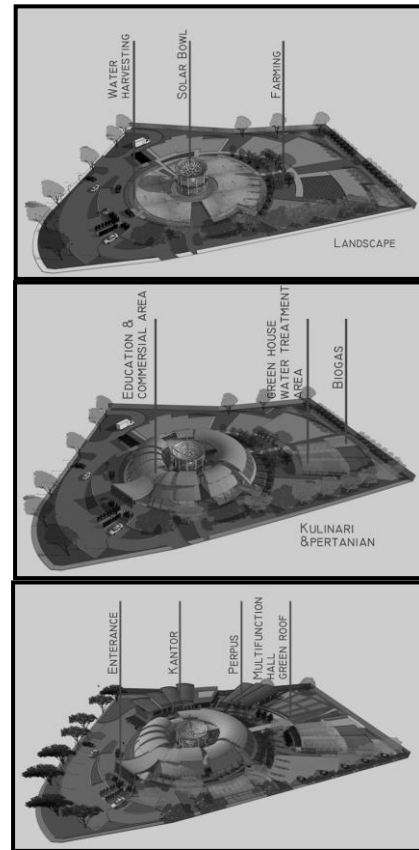 WATER
HARVESTING
SOLAR BOWL
FARMING
LANDSCAPE
EDUCATION &
COMMERSIAL AREA
GREEN HOUSE
WATER TREATMENT
AREA
BIOGAS
KULINARI
&PERTANIAN
ENTERANCE
KANTOR
PERPUS
MULTIFUNCTION
HALL
GREEN ROOF